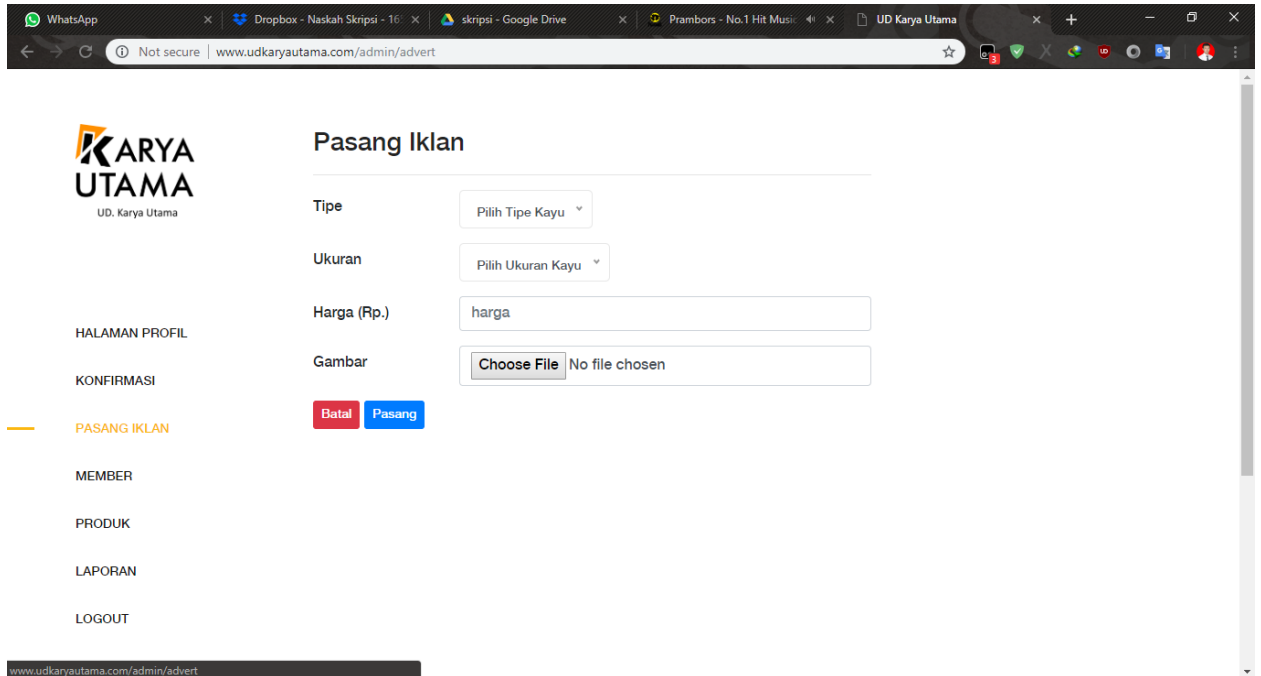 WhatsApp
Dropbox - Naskah Skripsi - 16
skripsi - Google Drive
Prambors - No.1 Hit Music
UD Karya Utama
Not secure | www.udkaryautama.com/admin/advert
3
KARYA
UTAMA
UD. Karya Utama
HALAMAN PROFIL
KONFIRMASI
PASANG IKLAN
MEMBER
PRODUK
LAPORAN
LOGOUT
Pasang Iklan
Tipe Pilih Tipe Kayu
Ukuran Pilih Ukuran Kayu
Harga (Rp.) harga
Gambar Choose File No file chosen
Batal Pasang
www.udkaryautama.com/admin/advert